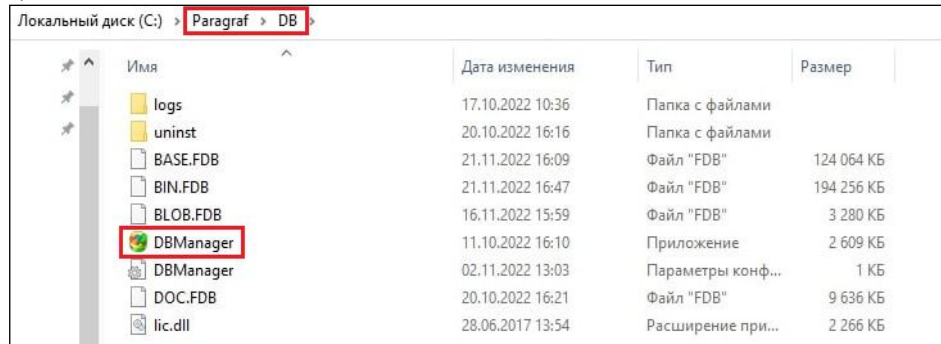 Локальный диск (C:) > Paragraf > DB >
Имя Дата изменения Тип Размер
logs 17.10.2022 10:36 Папка с файлами
uninst 20.10.2022 16:16 Папка с файлами
BASE.FDB 21.11.2022 16:09 Файл "FDB" 124 064 КБ
BIN.FDB 21.11.2022 16:47 Файл "FDB" 194 256 КБ
BLOB.FDB 16.11.2022 15:59 Файл "FDB" 3 280 КБ
DBManager 11.10.2022 16:10 Приложение 2 609 КБ
DBManager 02.11.2022 13:03 Параметры конф... 1 КБ
DOC.FDB 20.10.2022 16:21 Файл "FDB" 9 636 КБ
lic.dll 28.06.2017 13:54 Расширение при... 2 266 КБ